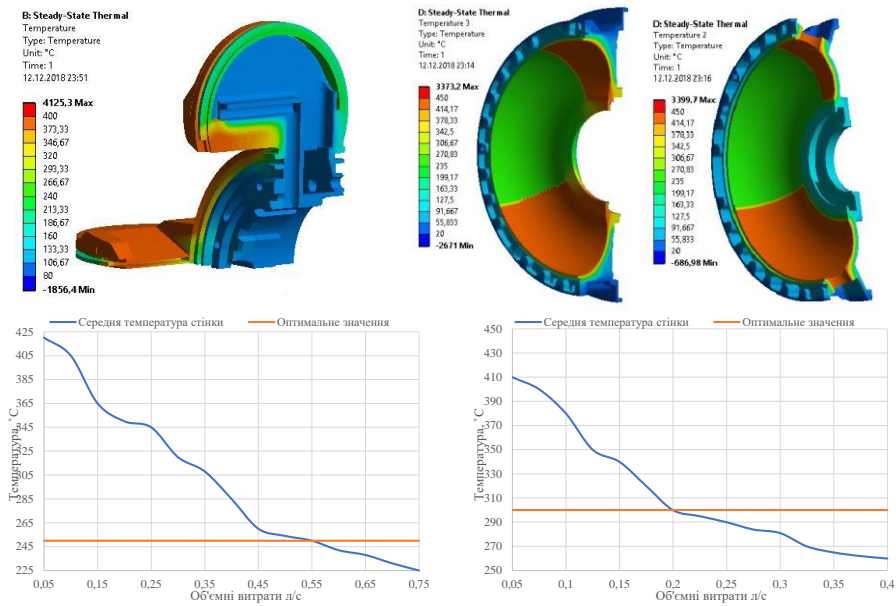 B: Steady-State Thermal
Temperature
Type: Temperature
Unit: °C
Time: 1
12.12.2018 23:51
4125,3 Max
400
373,33
346,67
320
293,33
266,67
240
213,33
186,67
160
133,33
106,67
80
-1856,4 Min
D: Steady-State Thermal
Temperature 3
Type: Temperature
Unit: °C
Time: 1
12.12.2018 23:14
3373,2 Max
450
414,17
378,33
342,5
306,67
270,83
235
199,17
163,33
127,5
91,667
55,833
20
-2671 Min
D: Steady-State Thermal
Temperature 2
Type: Temperature
Unit: °C
Time: 1
12.12.2018 23:16
3399,7 Max
450
414,17
378,33
342,5
306,67
270,83
235
199,17
163,33
127,5
91,667
55,833
20
-686,98 Min
Середня температура стінки
Оптимальне значення
Температура, °С
425
405
385
365
345
325
305
285
265
245
225
0,05 0,15 0,25 0,35 0,45 0,55 0,65 0,75
Об'ємні витрати л/с
Середня температура стінки
Оптимальне значення
Температура, °С
450
430
410
390
370
350
330
310
290
270
250
0,05 0,1 0,15 0,2 0,25 0,3 0,35 0,4
Об'ємні витрати л/с